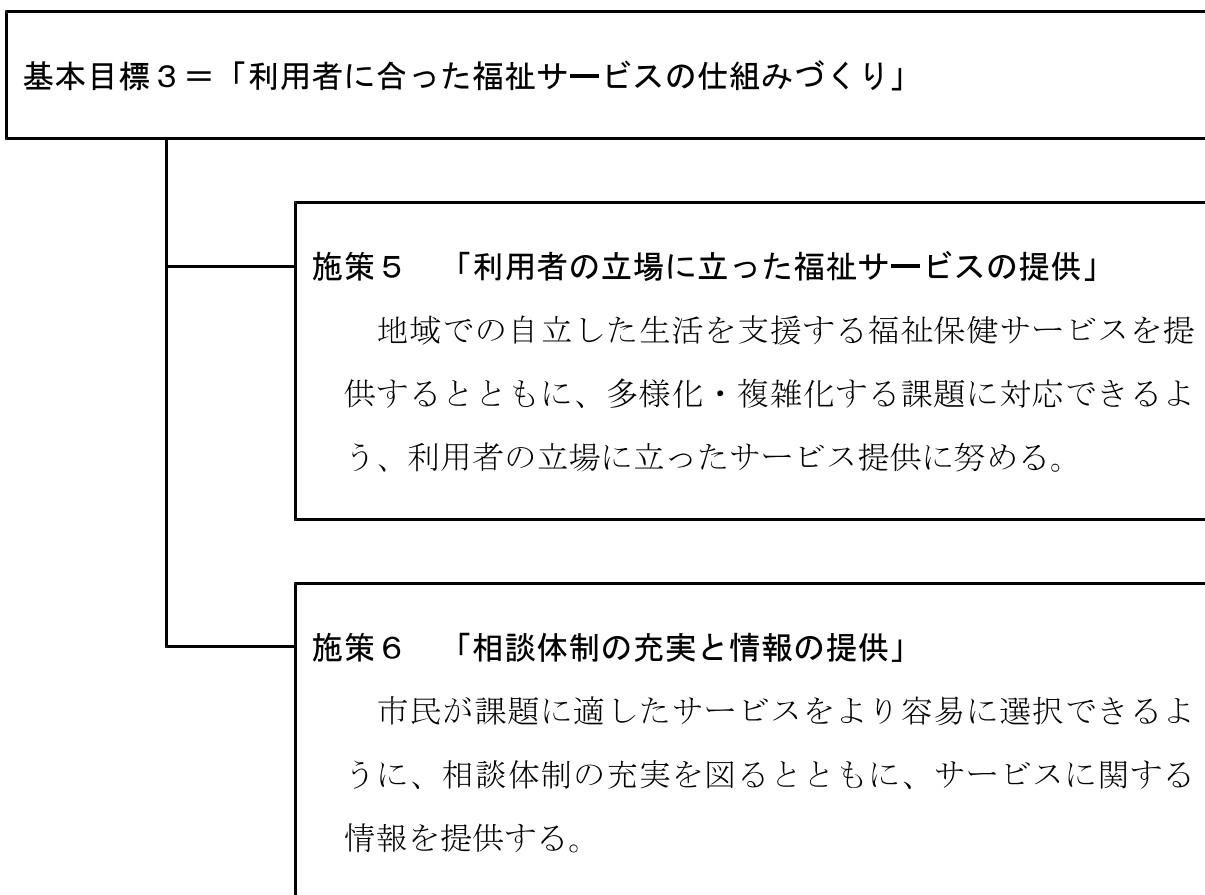 基本目標３＝「利用者に合った福祉サービスの仕組みづくり」
施策５　「利用者の立場に立った福祉サービスの提供」
地域での自立した生活を支援する福祉保健サービスを提
供するとともに、多様化・複雑化する課題に対応できるよ
う、利用者の立場に立ったサービス提供に努める。
施策６　「相談体制の充実と情報の提供」
市民が課題に適したサービスをより容易に選択できるよ
うに、相談体制の充実を図るとともに、サービスに関する
情報を提供する。